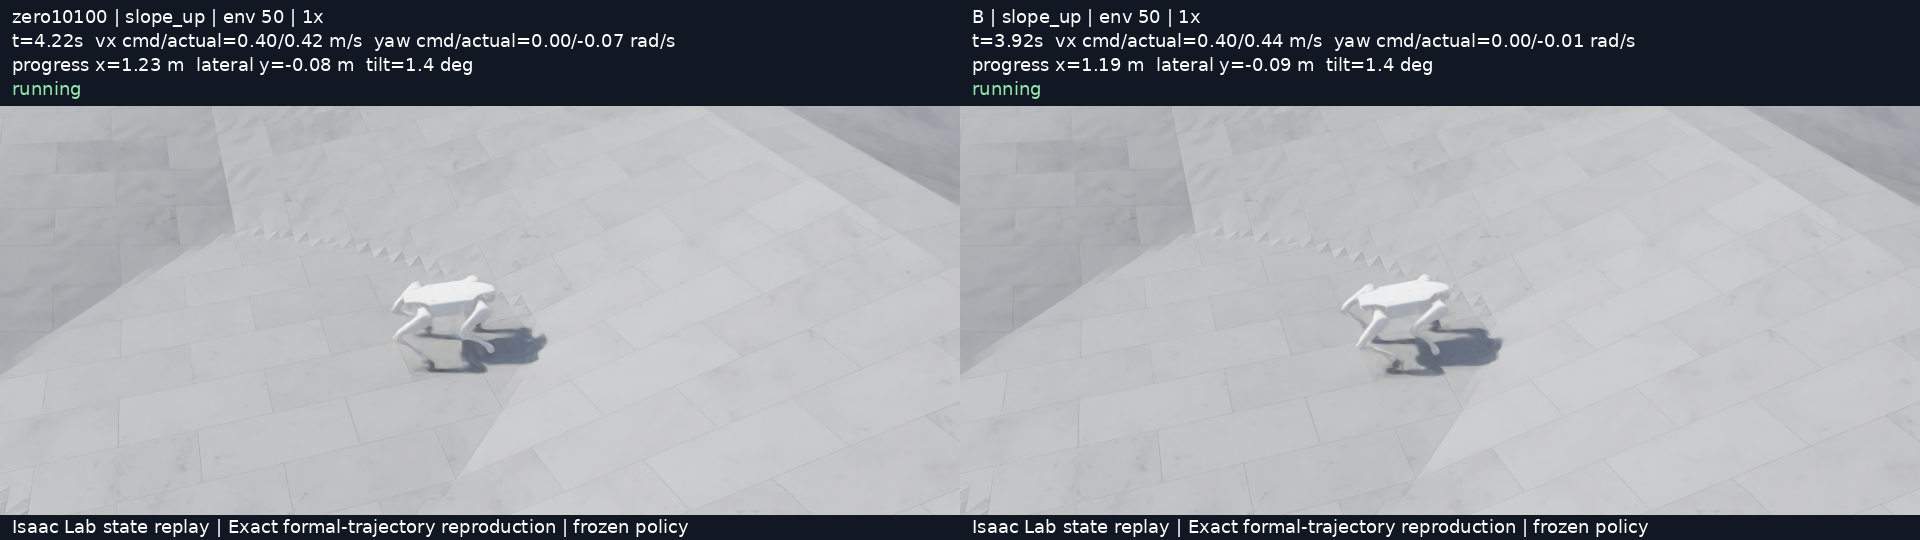 zero10100 | slope_up | env 50 | 1x
t=4.22s  vx cmd/actual=0.40/0.42 m/s  yaw cmd/actual=0.00/-0.07 rad/s
progress x=1.23 m  lateral y=-0.08 m  tilt=1.4 deg
running
Isaac Lab state replay | Exact formal-trajectory reproduction | frozen policy
B | slope_up | env 50 | 1x
t=3.92s  vx cmd/actual=0.40/0.44 m/s  yaw cmd/actual=0.00/-0.01 rad/s
progress x=1.19 m  lateral y=-0.09 m  tilt=1.4 deg
running
Isaac Lab state replay | Exact formal-trajectory reproduction | frozen policy